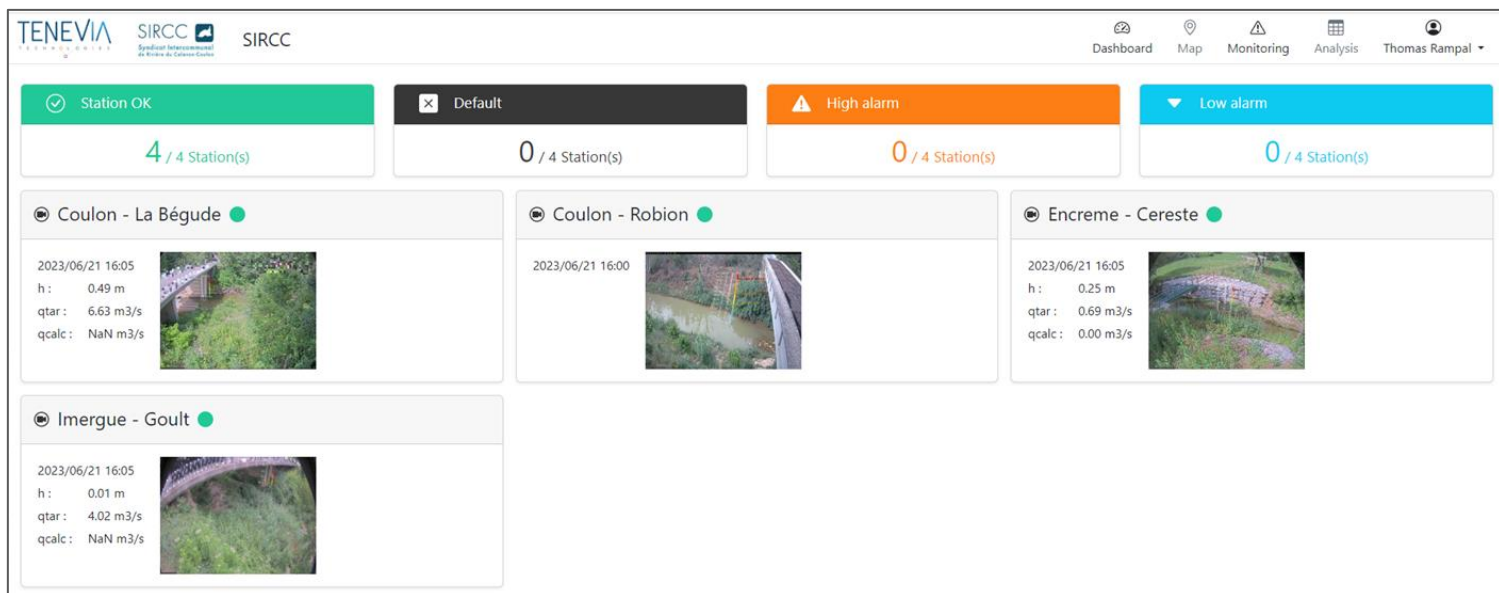 TENEVIA
TECHNOLOGIES
SIRCC
Syndicat Intercommunal
de Rivière du Calavon-Coulon
SIRCC
Dashboard
Map
Monitoring
Analysis
Thomas Rampal
Station OK
4 / 4 Station(s)
Default
0 / 4 Station(s)
High alarm
0 / 4 Station(s)
Low alarm
0 / 4 Station(s)
Coulon - La Bégude
2023/06/21 16:05
h : 0.49 m
qtar : 6.63 m3/s
qcalc : NaN m3/s
Coulon - Robion
2023/06/21 16:00
Encreme - Cereste
2023/06/21 16:05
h : 0.25 m
qtar : 0.69 m3/s
qcalc : 0.00 m3/s
Imergue - Goult
2023/06/21 16:05
h : 0.01 m
qtar : 4.02 m3/s
qcalc : NaN m3/s